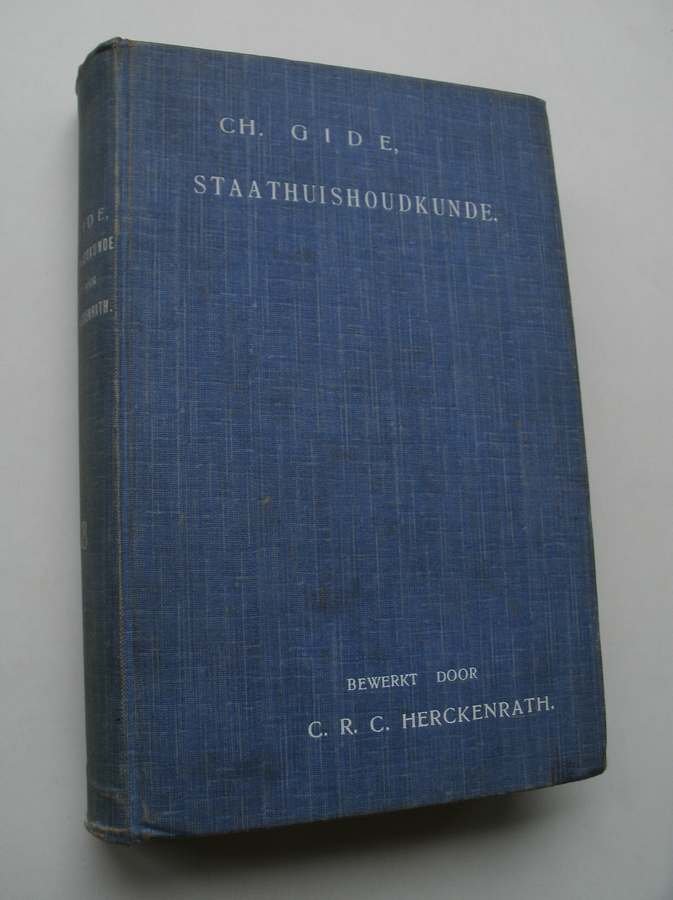 CH. GIDE,
STAATHUISHOUDKUNDE.
BEWERKT DOOR
C. R. C. HERCKENRATH.